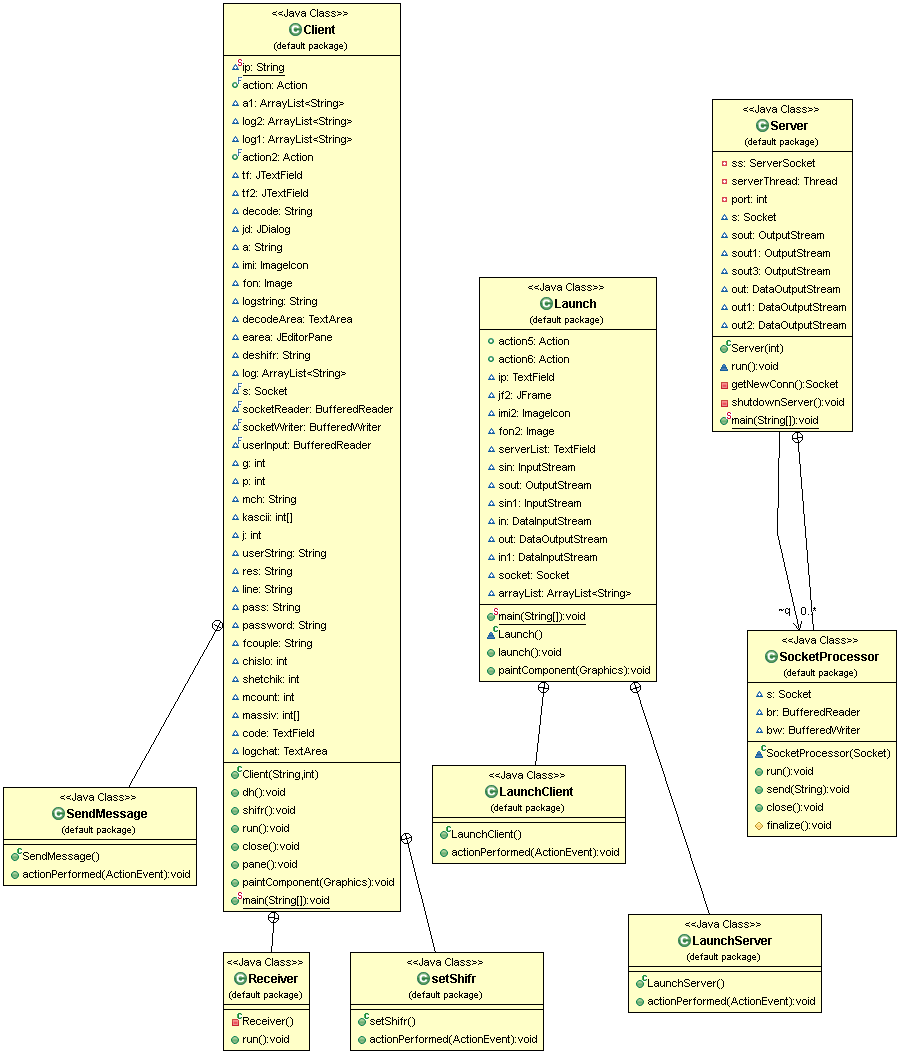 <<Java Class>>
Client
(default package)
ip: String
action: Action
a1: ArrayList<String>
log2: ArrayList<String>
log1: ArrayList<String>
action2: Action
tf: JTextField
tf2: JTextField
decode: String
jd: JDialog
a: String
imi: ImageIcon
fon: Image
logstring: String
decodeArea: TextArea
earea: JEditorPane
deshifr: String
log: ArrayList<String>
s: Socket
socketReader: BufferedReader
socketWriter: BufferedWriter
userInput: BufferedReader
g: int
p: int
mch: String
kascii: int[]
j: int
userString: String
res: String
line: String
pass: String
password: String
fcouple: String
chislo: int
shetchik: int
mcount: int
massiv: int[]
code: TextField
logchat: TextArea
Client(String,int)
dh():void
shifr():void
run():void
close():void
pane():void
paintComponent(Graphics):void
main(String[]):void
<<Java Class>>
Server
(default package)
ss: ServerSocket
serverThread: Thread
port: int
s: Socket
sout: OutputStream
sout1: OutputStream
sout3: OutputStream
out: DataOutputStream
out1: DataOutputStream
out2: DataOutputStream
Server(int)
run():void
getNewConn():Socket
shutdownServer():void
main(String[]):void
<<Java Class>>
Launch
(default package)
action5: Action
action6: Action
ip: TextField
jf2: JFrame
imi2: ImageIcon
fon2: Image
serverList: TextField
sin: InputStream
sout: OutputStream
sin1: InputStream
in: DataInputStream
out: DataOutputStream
in1: DataInputStream
socket: Socket
arrayList: ArrayList<String>
main(String[]):void
Launch()
launch():void
paintComponent(Graphics):void
~q 0..*
<<Java Class>>
SocketProcessor
(default package)
s: Socket
br: BufferedReader
bw: BufferedWriter
SocketProcessor(Socket)
run():void
send(String):void
close():void
finalize():void
<<Java Class>>
SendMessage
(default package)
SendMessage()
actionPerformed(ActionEvent):void
<<Java Class>>
LaunchClient
(default package)
LaunchClient()
actionPerformed(ActionEvent):void
<<Java Class>>
LaunchServer
(default package)
LaunchServer()
actionPerformed(ActionEvent):void
<<Java Class>>
Receiver
(default package)
Receiver()
run():void
<<Java Class>>
setShifr
(default package)
setShifr()
actionPerformed(ActionEvent):void